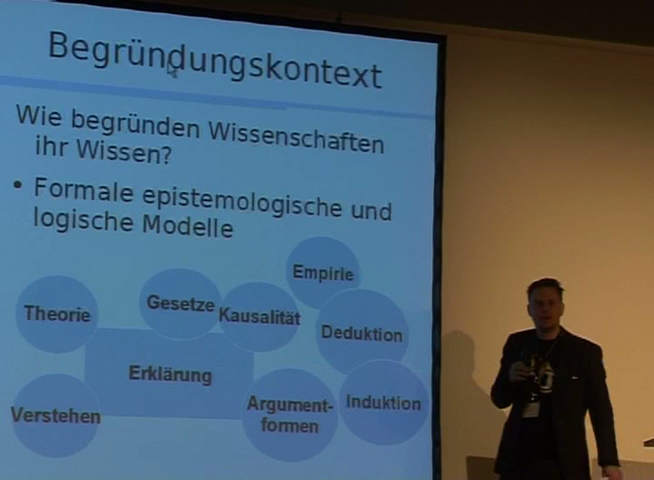 Begründungskontext
Wie begründen Wissenschaften
ihr Wissen?
• Formale epistemologische und
logische Modelle
Empirie
Theorie
Gesetze
Kausalität
Deduktion
Erklärung
Verstehen
Argument-
formen
Induktion